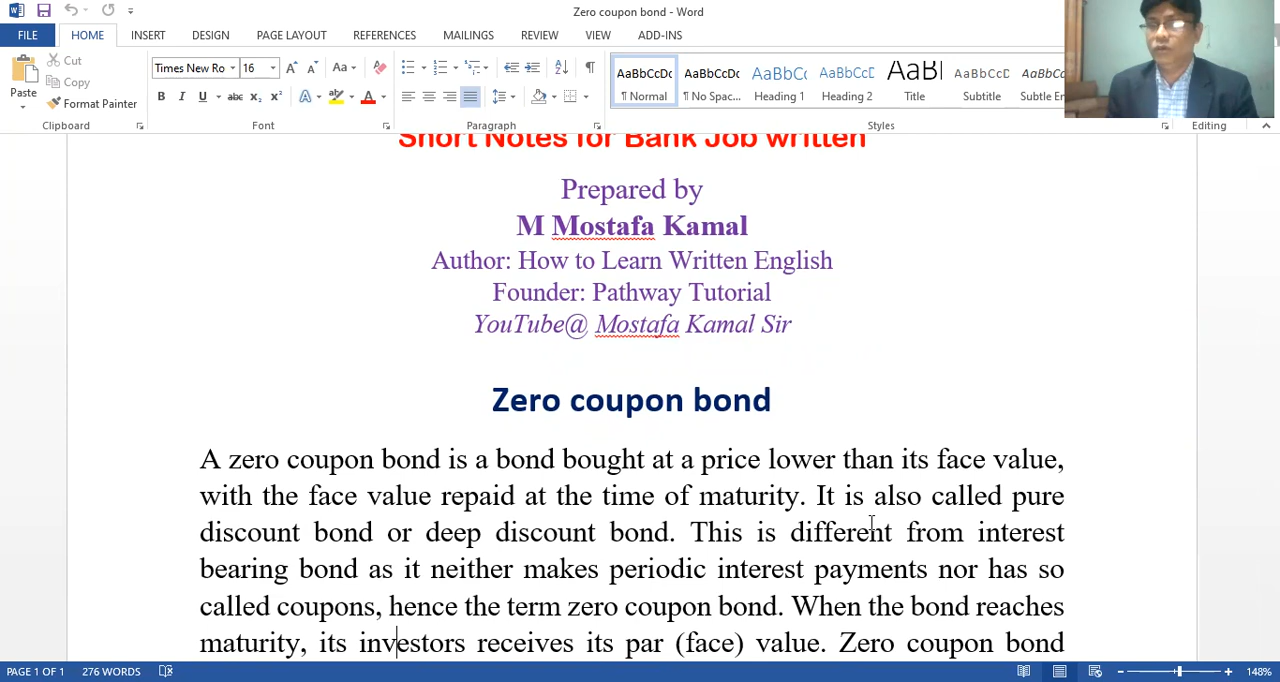 Zero coupon bond - Word
FILE HOME INSERT DESIGN PAGE LAYOUT REFERENCES MAILINGS REVIEW VIEW ADD-INS
Paste
Cut
Copy
Format Painter
Clipboard
Times New Ro 16
Aa
B I U abc x₂ x²
Font
Paragraph
AaBbCcDc AaBbCcDc AaBbCc AaBbCcC AaBl AaBbCcD AaBbCcD
¶ Normal ¶ No Spac... Heading 1 Heading 2 Title Subtitle Subtle Em
Styles
Editing
Short Notes for Bank Job written
Prepared by
M Mostafa Kamal
Author: How to Learn Written English
Founder: Pathway Tutorial
YouTube@ Mostafa Kamal Sir
Zero coupon bond
A zero coupon bond is a bond bought at a price lower than its face value,
with the face value repaid at the time of maturity. It is also called pure
discount bond or deep discount bond. This is different from interest
bearing bond as it neither makes periodic interest payments nor has so
called coupons, hence the term zero coupon bond. When the bond reaches
maturity, its investors receives its par (face) value. Zero coupon bond
PAGE 1 OF 1 276 WORDS 148%